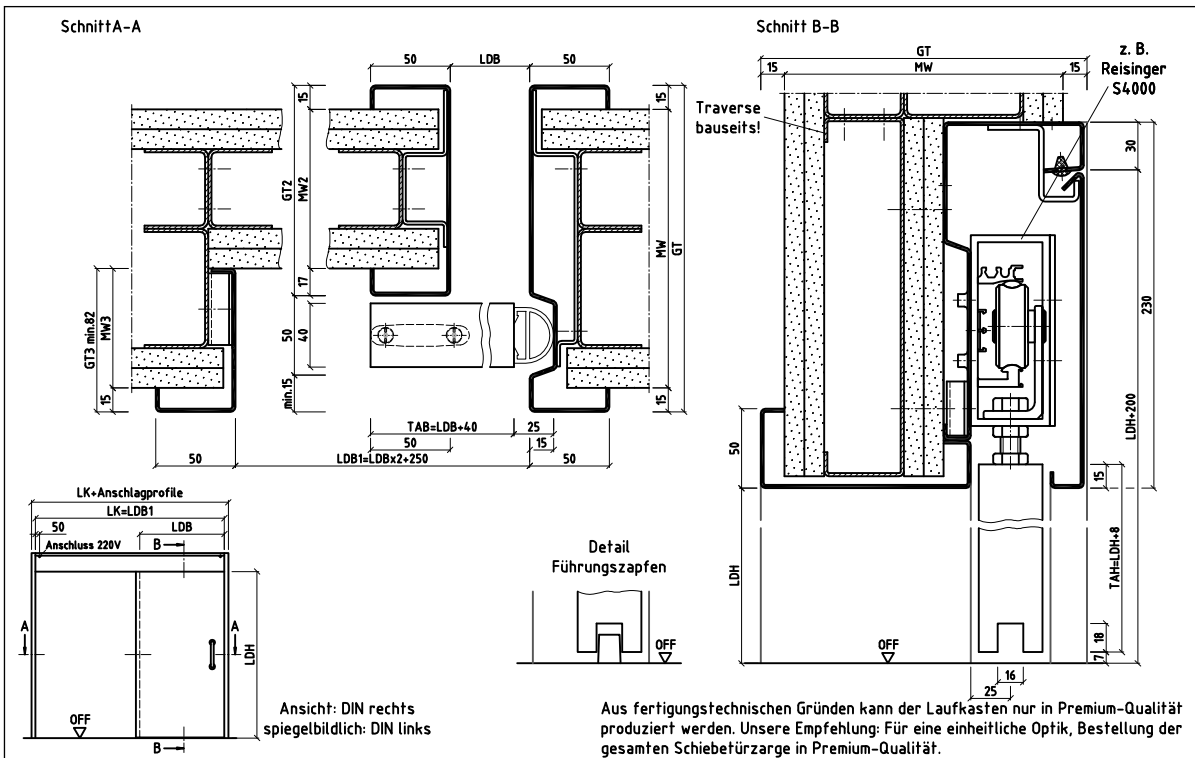 SchnittA-A
50
LDB
50
15
15
GT2
MW2
MW
GT
17
GT3 min.82
MW3
50
40
15
min.15
15
TAB=LDB+40
25
50
15
50
LDB1=LDBx2+250
50
Schnitt B-B
GT
15
MW
15
z. B.
Reisinger
S4000
Traverse
bauseits!
30
230
LDH+200
50
15
LDH
TAH=LDH+8
OFF
18
7
16
25
LK+Anschlagprofile
LK=LDB1
50
LDB
Anschluss 220V
B
A
A
LDH
OFF
B
Ansicht: DIN rechts
spiegelbildlich: DIN links
Detail
Führungszapfen
OFF
Aus fertigungstechnischen Gründen kann der Laufkasten nur in Premium-Qualität
produziert werden. Unsere Empfehlung: Für eine einheitliche Optik, Bestellung der
gesamten Schiebetürzarge in Premium-Qualität.